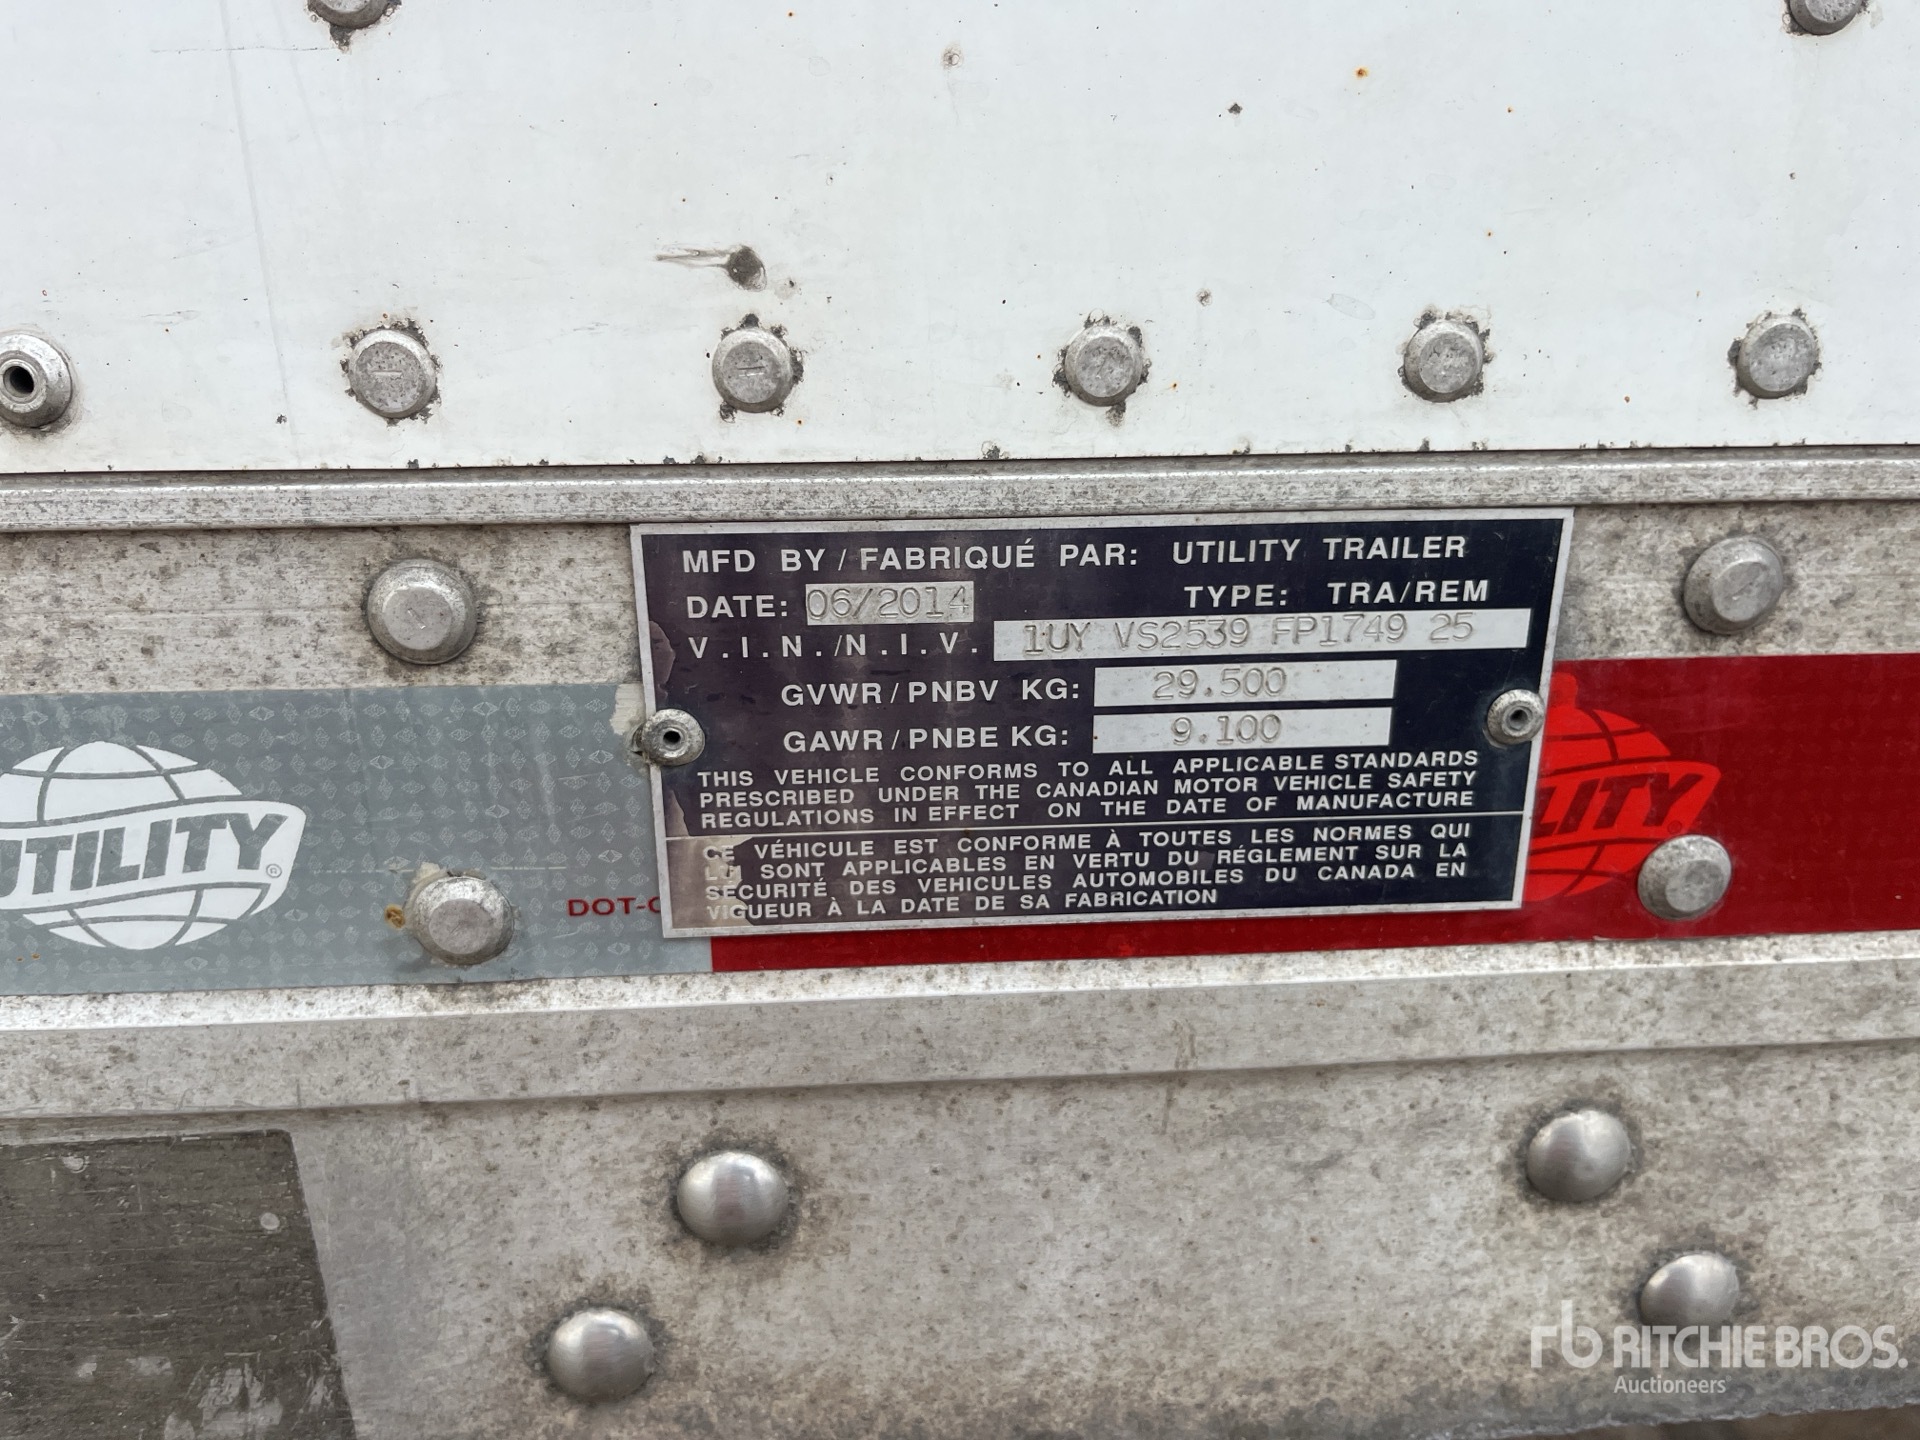 MFD BY / FABRIQUÉ PAR: UTILITY TRAILER
DATE: 06/2014 TYPE: TRA/REM
V.I.N./N.I.V. 1UY VS2539 FP1749 25
GVWR/PNBV KG: 29.500
GAWR/PNBE KG: 9.100
THIS VEHICLE CONFORMS TO ALL APPLICABLE STANDARDS
PRESCRIBED UNDER THE CANADIAN MOTOR VEHICLE SAFETY
REGULATIONS IN EFFECT ON THE DATE OF MANUFACTURE
CE VÉHICULE EST CONFORME À TOUTES LES NORMES QUI
LUI SONT APPLICABLES EN VERTU DU RÉGLEMENT SUR LA
SÉCURITÉ DES VEHICULES AUTOMOBILES DU CANADA EN
VIGUEUR À LA DATE DE SA FABRICATION
UTILITY®
DOT-C
LITY
rb RITCHIE BROS.
Auctioneers